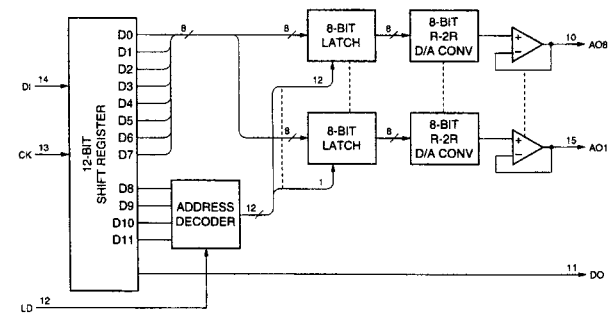 DI 14
CK 13
LD 12
12-BIT
SHIFT REGISTER
D0
D1
D2
D3
D4
D5
D6
D7
D8
D9
D10
D11
8
ADDRESS
DECODER
12
12
1
8
8-BIT
LATCH
8
8-BIT
R-2R
D/A CONV
+
−
10 AO8
8
8-BIT
LATCH
8
8-BIT
R-2R
D/A CONV
+
−
15 AO1
11 DO